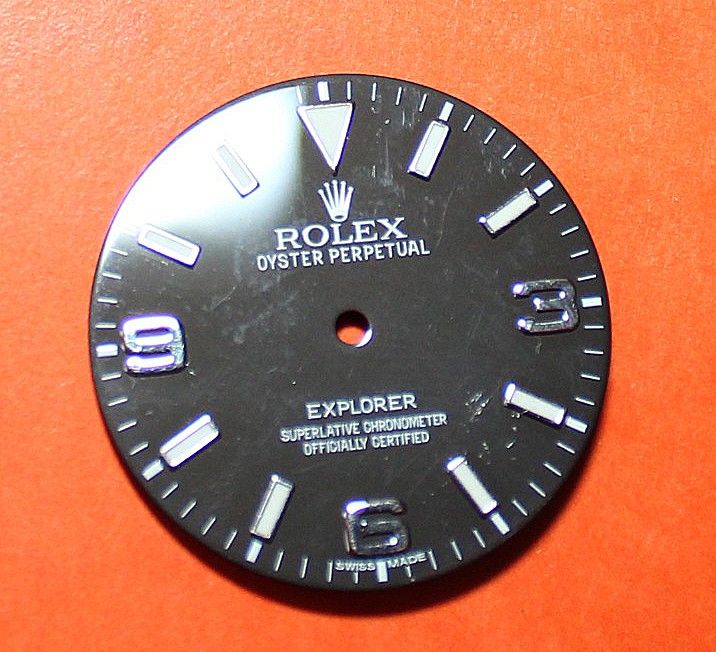 ROLEX
OYSTER PERPETUAL
9 3
EXPLORER
SUPERLATIVE CHRONOMETER
OFFICIALLY CERTIFIED
6
SWISS MADE